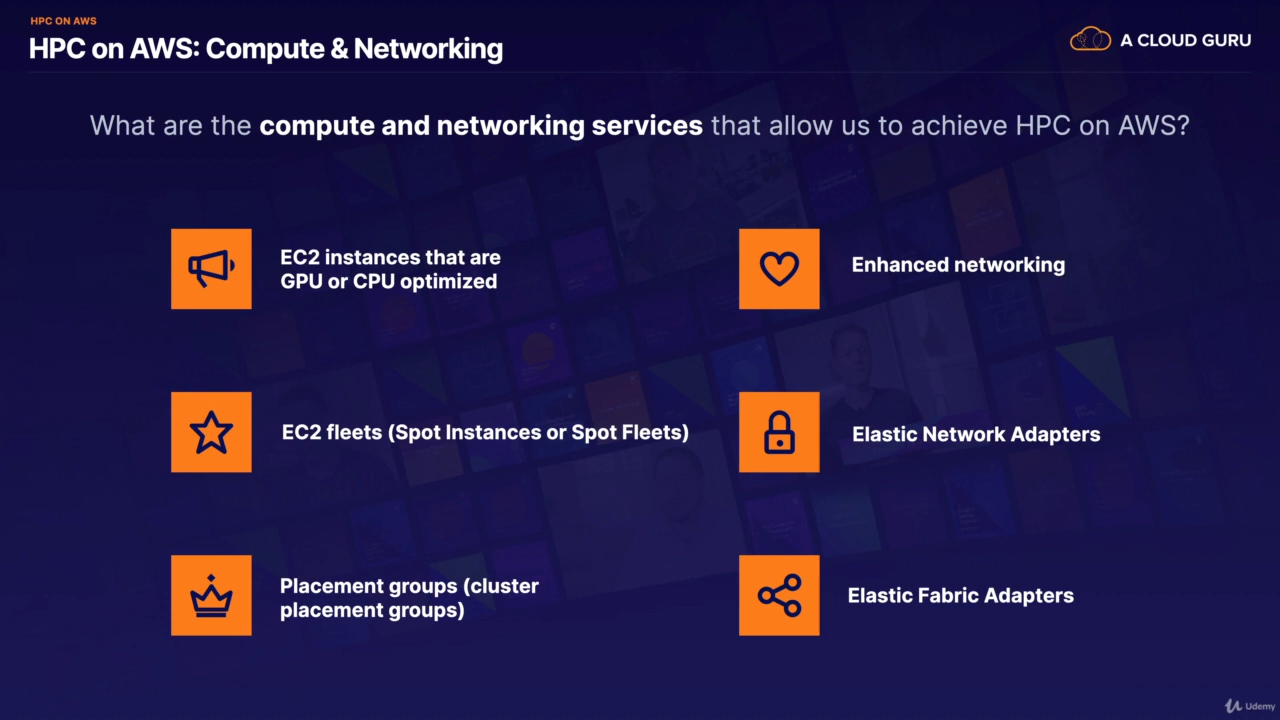 HPC ON AWS
HPC on AWS: Compute & Networking
A CLOUD GURU
What are the compute and networking services that allow us to achieve HPC on AWS?
EC2 instances that are
GPU or CPU optimized
Enhanced networking
EC2 fleets (Spot Instances or Spot Fleets)
Elastic Network Adapters
Placement groups (cluster
placement groups)
Elastic Fabric Adapters
Udemy